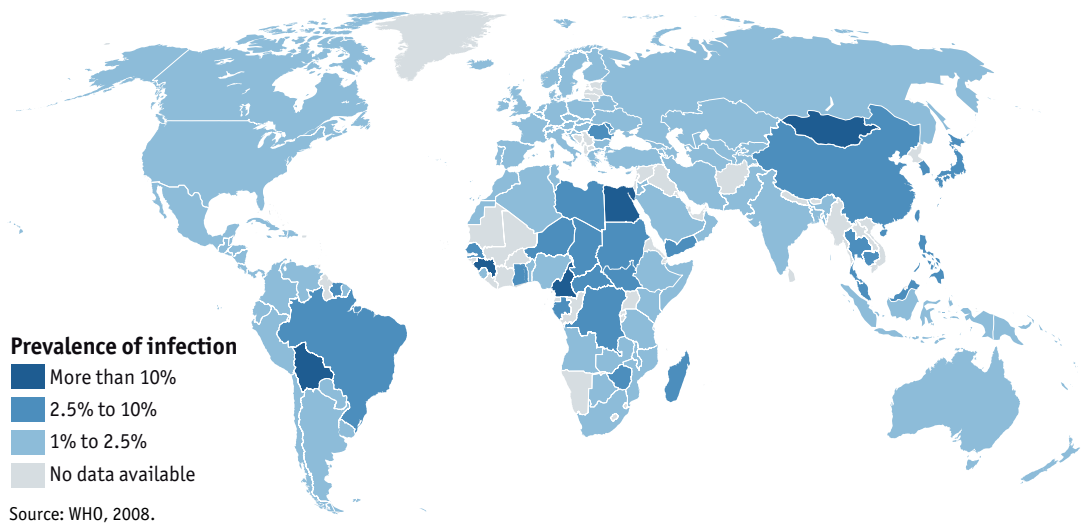 Prevalence of infection
More than 10%
2.5% to 10%
1% to 2.5%
No data available
Source: WHO, 2008.